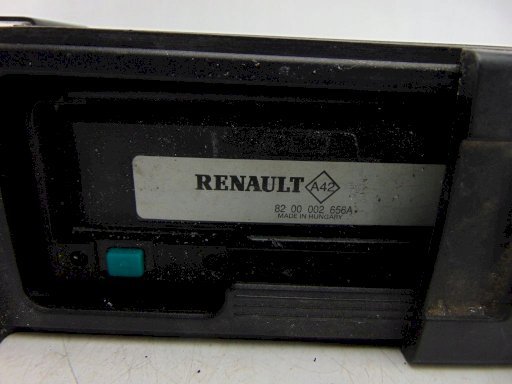 RENAULT A42
82 00 002 656A
MADE IN HUNGARY